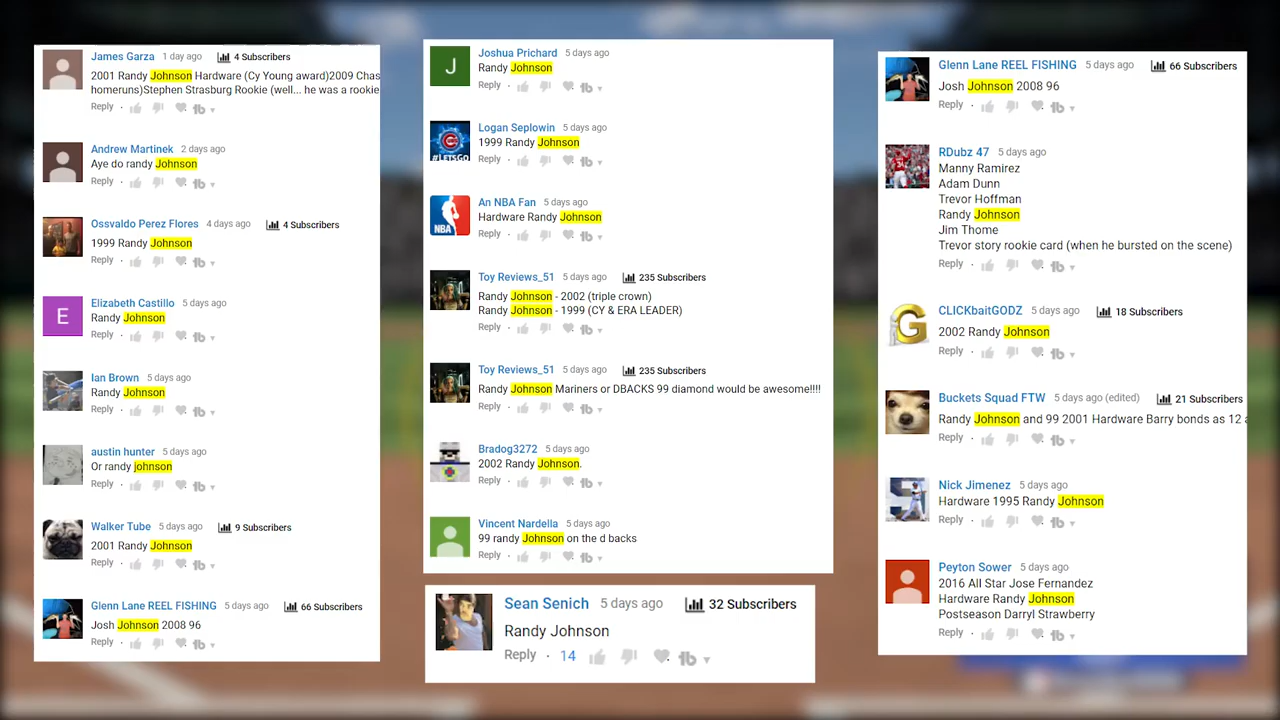 James Garza 1 day ago 4 Subscribers
2001 Randy Johnson Hardware (Cy Young award)2009 Chas
homeruns)Stephen Strasburg Rookie (well... he was a rookie
Reply
Andrew Martinek 2 days ago
Aye do randy Johnson
Reply
Ossvaldo Perez Flores 4 days ago 4 Subscribers
1999 Randy Johnson
Reply
E
Elizabeth Castillo 5 days ago
Randy Johnson
Reply
Ian Brown 5 days ago
Randy Johnson
Reply
austin hunter 5 days ago
Or randy johnson
Reply
Walker Tube 5 days ago 9 Subscribers
2001 Randy Johnson
Reply
Glenn Lane REEL FISHING 5 days ago 66 Subscribers
Josh Johnson 2008 96
Reply
J
Joshua Prichard 5 days ago
Randy Johnson
Reply
#LETSGO
Logan Seplowin 5 days ago
1999 Randy Johnson
Reply
NBA
An NBA Fan 5 days ago
Hardware Randy Johnson
Reply
Toy Reviews_51 5 days ago 235 Subscribers
Randy Johnson - 2002 (triple crown)
Randy Johnson - 1999 (CY & ERA LEADER)
Reply
Toy Reviews_51 5 days ago 235 Subscribers
Randy Johnson Mariners or DBACKS 99 diamond would be awesome!!!!
Reply
Bradog3272 5 days ago
2002 Randy Johnson.
Reply
Vincent Nardella 5 days ago
99 randy Johnson on the d backs
Reply
Sean Senich 5 days ago 32 Subscribers
Randy Johnson
Reply · 14
Glenn Lane REEL FISHING 5 days ago 66 Subscribers
Josh Johnson 2008 96
Reply
RDubz 47 5 days ago
Manny Ramirez
Adam Dunn
Trevor Hoffman
Randy Johnson
Jim Thome
Trevor story rookie card (when he bursted on the scene)
Reply
G
CLICKbaitGODZ 5 days ago 18 Subscribers
2002 Randy Johnson
Reply
Buckets Squad FTW 5 days ago (edited) 21 Subscribers
Randy Johnson and 99 2001 Hardware Barry bonds as 12 a
Reply
Nick Jimenez 5 days ago
Hardware 1995 Randy Johnson
Reply
Peyton Sower 5 days ago
2016 All Star Jose Fernandez
Hardware Randy Johnson
Postseason Darryl Strawberry
Reply